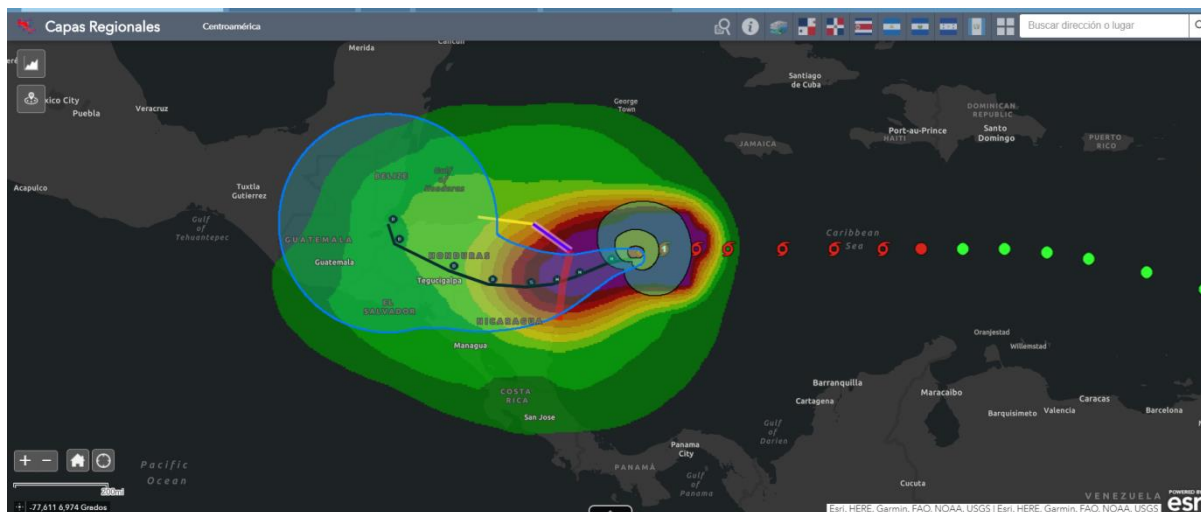 Capas Regionales
Centroamérica
Buscar dirección o lugar
Merida
Cancún
Mexico City
Puebla
Veracruz
Santiago
de Cuba
George
Town
DOMINICAN
REPUBLIC
Port-au-Prince
Santo
Domingo
HAITI
JAMAICA
PUERTO
RICO
BELIZE
Gulf
of
Honduras
Acapulco
Tuxtla
Gutierrez
Gulf
of
Tehuantepec
Caribbean
Sea
GUATEMALA
Guatemala
HONDURAS
Tegucigalpa
EL
SALVADOR
NICARAGUA
Managua
Oranjestad
Willemstad
COSTA
RICA
San Jose
Barranquilla
Cartagena
Maracaibo
Caracas
Barquisimeto
Valencia
Barcelona
Gulf
of
Darien
Panama
City
PANAMÁ
Gulf
of
Panama
Pacific
Ocean
Cucuta
VENEZUELA
200mi
-77,611 6,974 Grados
Esri, HERE, Garmin, FAO, NOAA, USGS | Esri, HERE, Garmin, FAO, NOAA, USGS
POWERED BY
esri